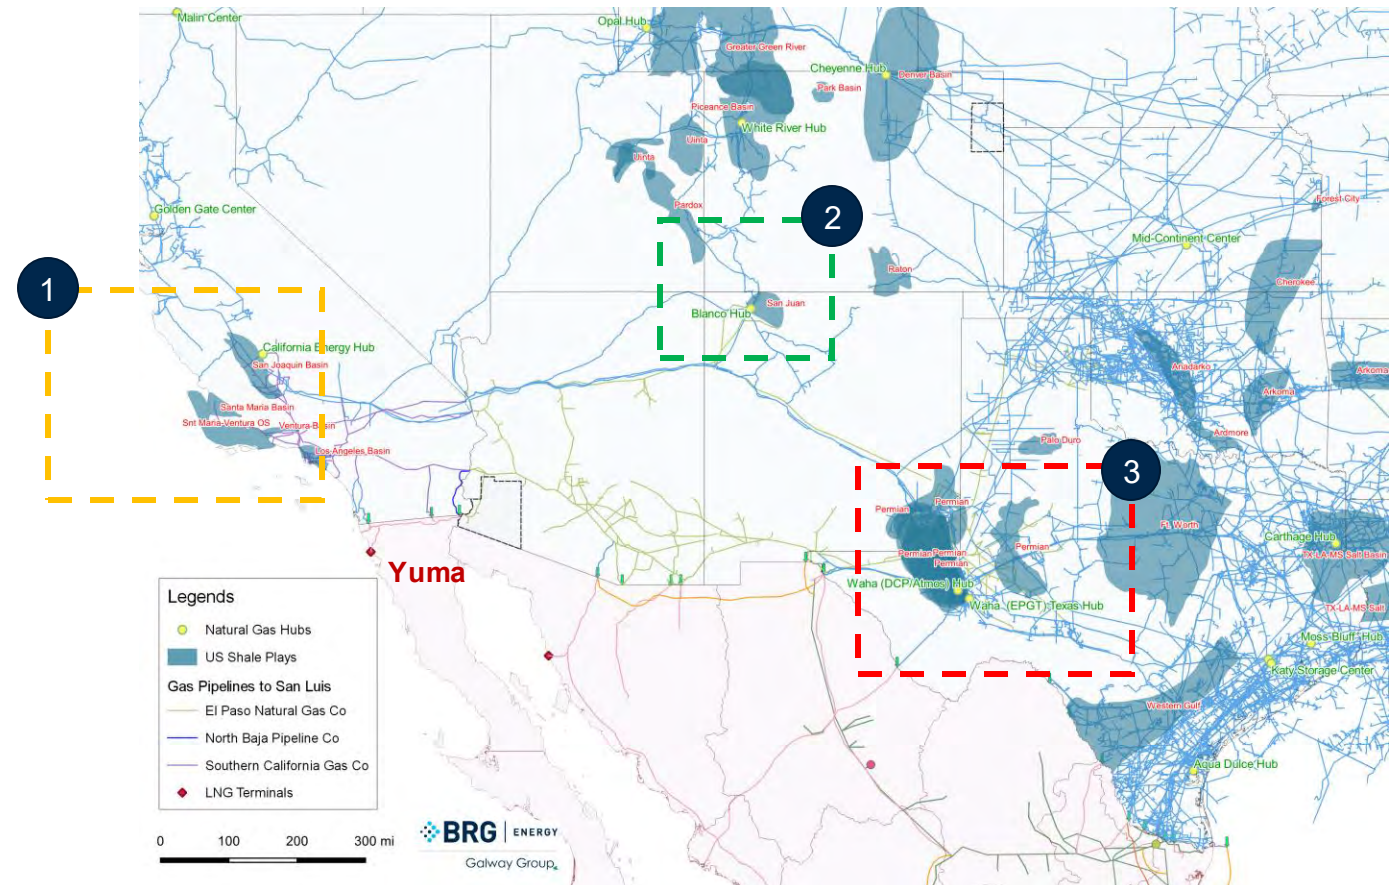 Malin Center
Opal Hub
Greater Green River
Cheyenne Hub
Denver Basin
Park Basin
Piceance Basin
White River Hub
Uinta
Uinta
Pardox
Forest City
Golden Gate Center
2
Mid-Continent Center
Raton
Cherokee
1
San Juan
Blanco Hub
California Energy Hub
San Joaquin Basin
Anadarko
Arkoma
Arkoma
Santa Maria Basin
Snt Maria-Ventura OS
Ventura Basin
Los Angeles Basin
Ardmore
Palo Duro
3
Permian
Permian
Ft. Worth
Carthage Hub
Permian
Permian
Permian
Permian
TX-LA-MS Salt Basin
Yuma
Waha (DCP/Atmos) Hub
Waha (EPGT) Texas Hub
TX-LA-MS Salt
Moss Bluff Hub
Katy Storage Center
Western Gulf
Agua Dulce Hub
Legends
Natural Gas Hubs
US Shale Plays
Gas Pipelines to San Luis
El Paso Natural Gas Co
North Baja Pipeline Co
Southern California Gas Co
LNG Terminals
0 100 200 300 mi
BRG ENERGY
Galway Group